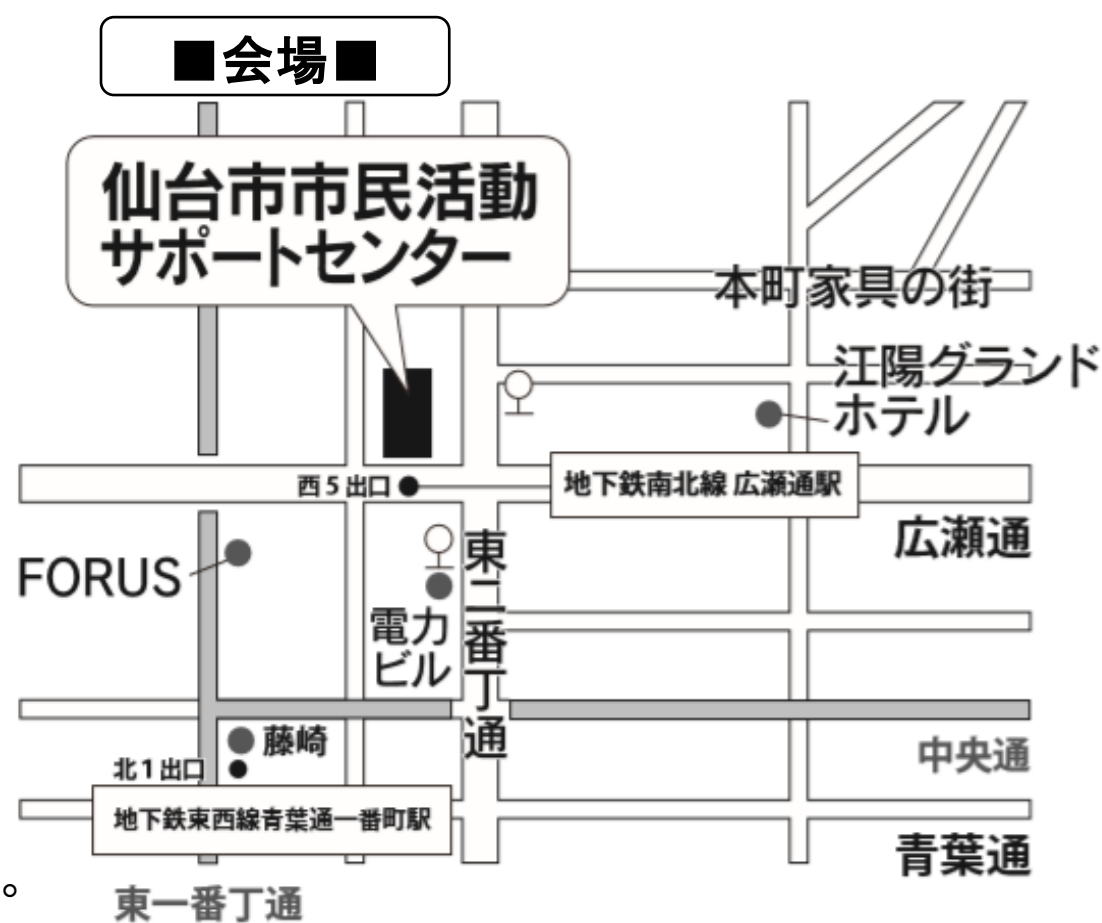 ■会場■
仙台市市民活動
サポートセンター
本町家具の街
江陽グランド
ホテル
西5出口
地下鉄南北線 広瀬通駅
広瀬通
FORUS
東二番丁通
電力
ビル
藤崎
中央通
北1出口
地下鉄東西線青葉通一番町駅
青葉通
。
東一番丁通